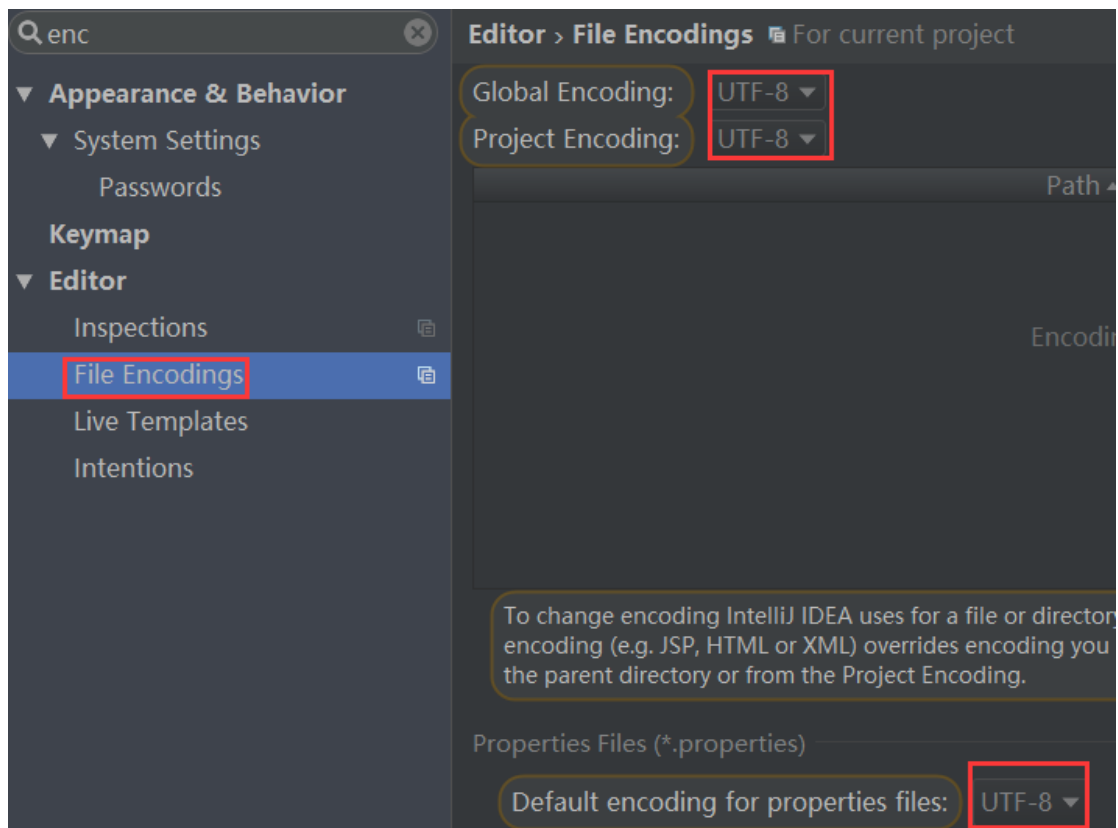 enc
Appearance & Behavior
System Settings
Passwords
Keymap
Editor
Inspections
File Encodings
Live Templates
Intentions
Editor › File Encodings For current project
Global Encoding: UTF-8
Project Encoding: UTF-8
Path
To change encoding IntelliJ IDEA uses for a file or
encoding (e.g. JSP, HTML or XML) overrides encoding you
the parent directory or from the Project Encoding.
Properties Files (*.properties)
Default encoding for properties files: UTF-8